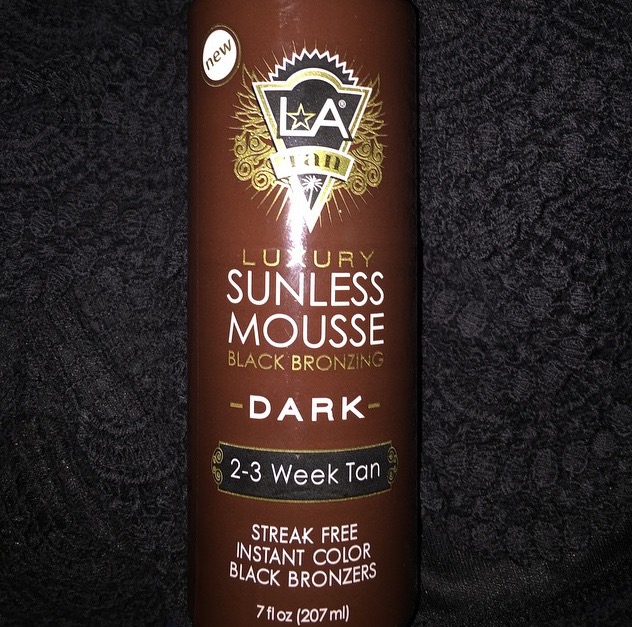 new
L☆A®
Tan
LUXURY
SUNLESS
MOUSSE
BLACK BRONZING
-DARK-
2-3 Week Tan
STREAK FREE
INSTANT COLOR
BLACK BRONZERS
7 fl oz (207 ml)